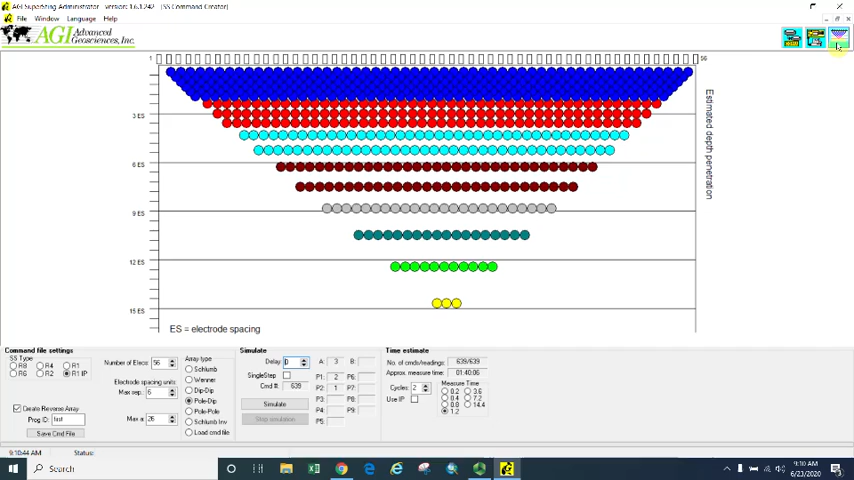 AGI SuperSting Administrator version: 1.6.1.242 - [SS Command Creator]
File Window Language Help
AGI Advanced Geosciences, Inc.
1
56
3 ES
6 ES
9 ES
12 ES
15 ES
Estimated depth penetration
ES = electrode spacing
Command file settings
SS Type
R8 R4 R1
R6 R2 R1 IP
Number of Elecs: 56
Electrode spacing units:
Max sep.: 6
Create Reverse Array
Prog ID: test
Max a: 26
Save Cmd File
Array type
Schlumb
Wenner
Dip-Dip
Pole-Dip
Pole-Pole
Schlumb Inv
Load cmd file
Simulate
Delay: 0
SingleStep
Cmd #: 639
Simulate
Stop simulation
A: 3 B:
P1: 2 P6:
P2: 1 P7:
P3: P8:
P4: P9:
P5:
Time estimate
No. of cmds/readings: 639/639
Approx. measure time: 01:40:06
Cycles: 2
Use IP
Measure Time
0.2 3.6
0.4 7.2
0.8 14.4
1.2
9:10:44 AM Status:
Search
9:10 AM
6/23/2020